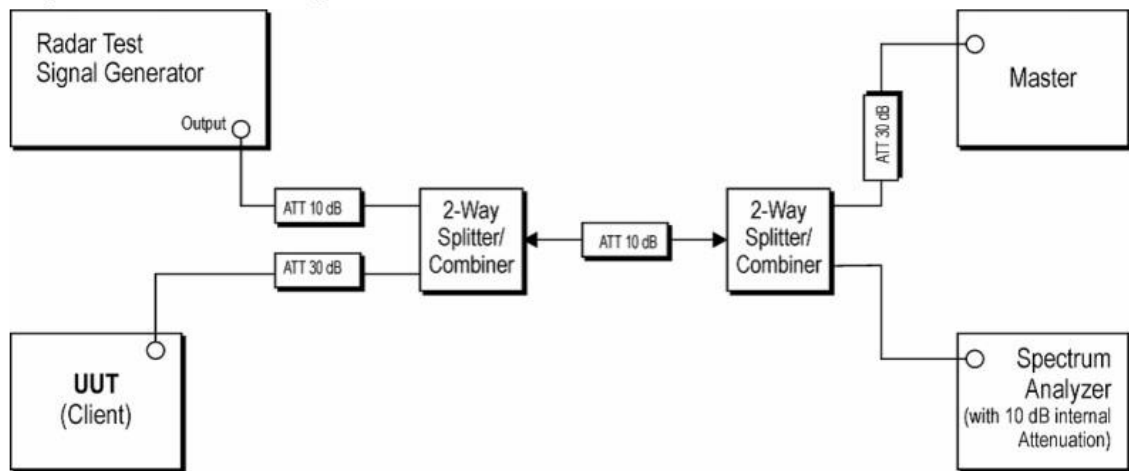 Radar Test
Signal Generator
Output
ATT 10 dB
ATT 30 dB
2-Way
Splitter/
Combiner
ATT 10 dB
2-Way
Splitter/
Combiner
ATT 30 dB
Master
UUT
(Client)
Spectrum
Analyzer
(with 10 dB internal
Attenuation)